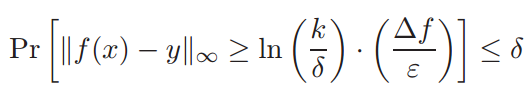 Pr [‖f(x) − y‖∞ ≥ ln (k/δ) · (Δf/ε)] ≤ δ